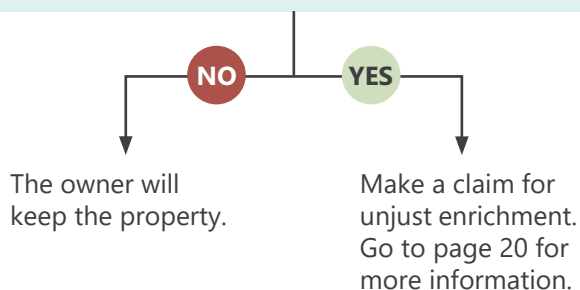 NO
YES
The owner will
keep the property.
Make a claim for
unjust enrichment.
Go to page 20 for
more information.